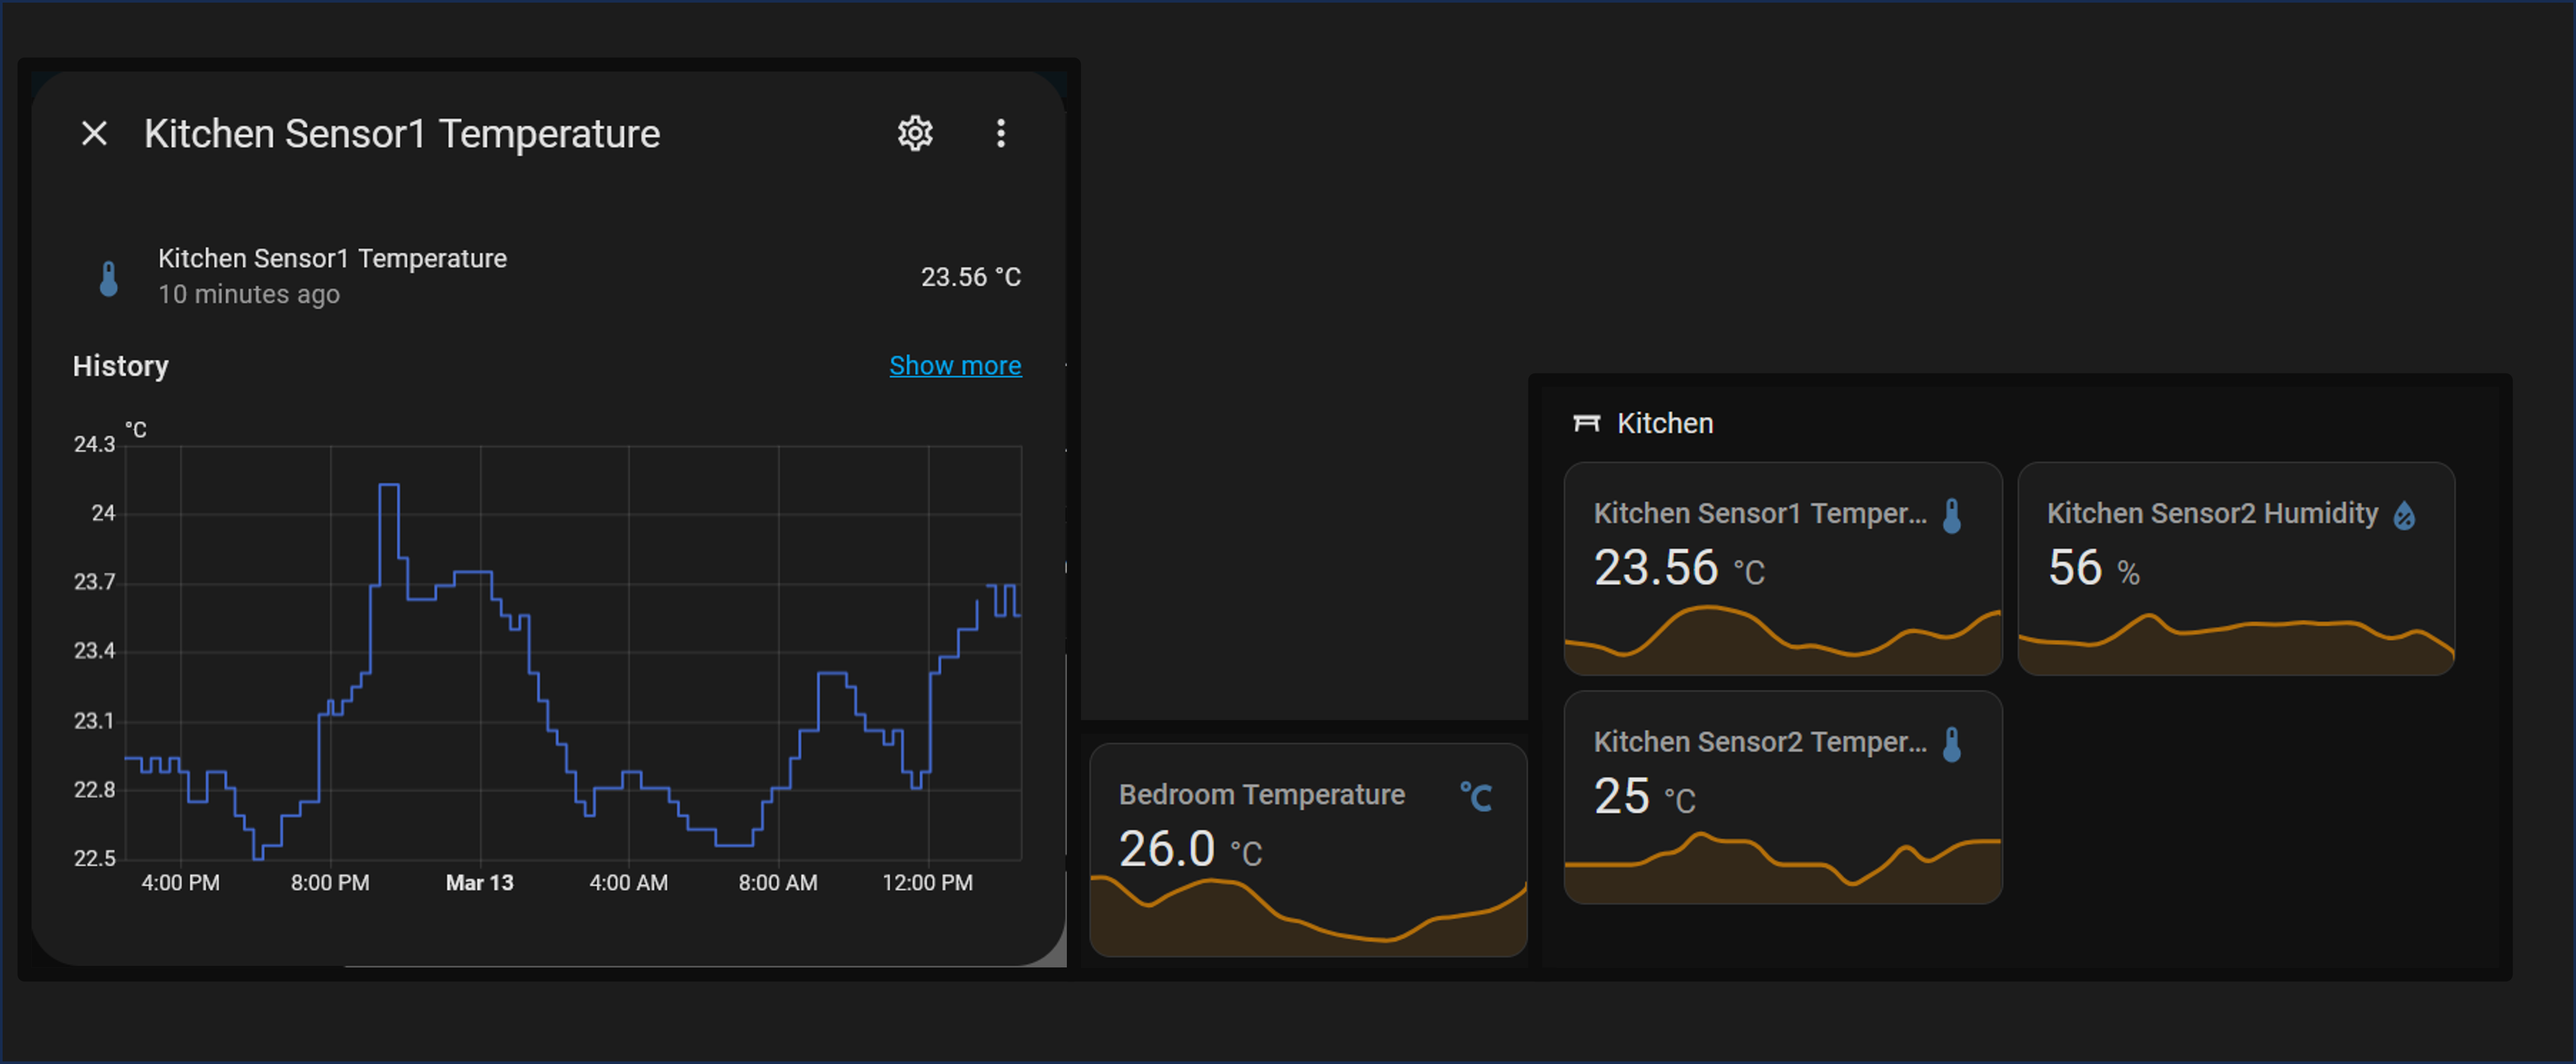 Kitchen Sensor1 Temperature
Kitchen Sensor1 Temperature
10 minutes ago
23.56 °C
History
Show more
°C
24.3
24
23.7
23.4
23.1
22.8
22.5
4:00 PM
8:00 PM
Mar 13
4:00 AM
8:00 AM
12:00 PM
Bedroom Temperature
°C
26.0 °C
Kitchen
Kitchen Sensor1 Temper...
23.56 °C
Kitchen Sensor2 Humidity
%
56 %
Kitchen Sensor2 Temper...
25 °C